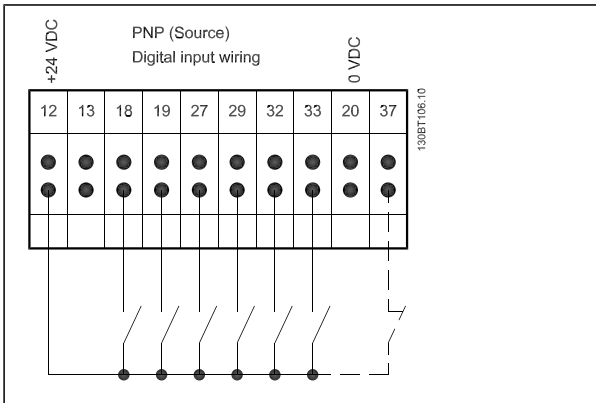 PNP (Source)
Digital input wiring
+24 VDC
0 VDC
12 13 18 19 27 29 32 33 20 37
130BT106.10